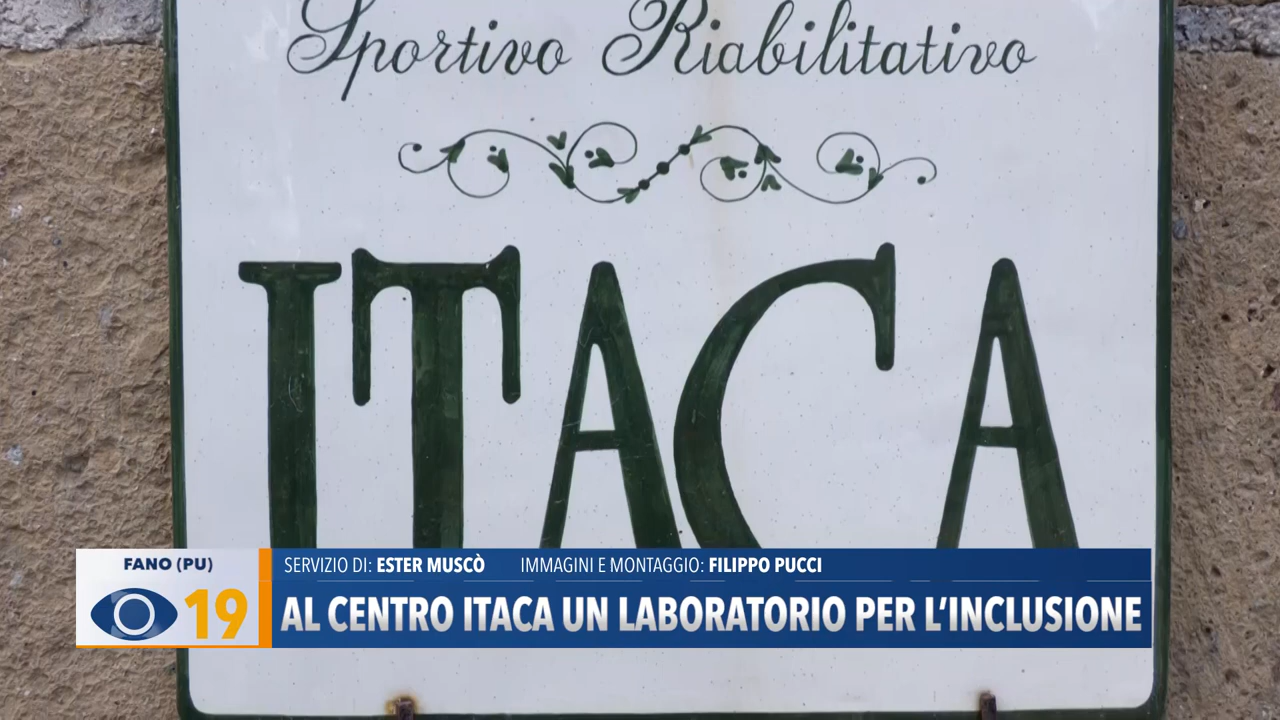 Sportivo Riabilitativo
ITACA
FANO (PU)
19
SERVIZIO DI: ESTER MUSCÒ IMMAGINI E MONTAGGIO: FILIPPO PUCCI
AL CENTRO ITACA UN LABORATORIO PER L'INCLUSIONE